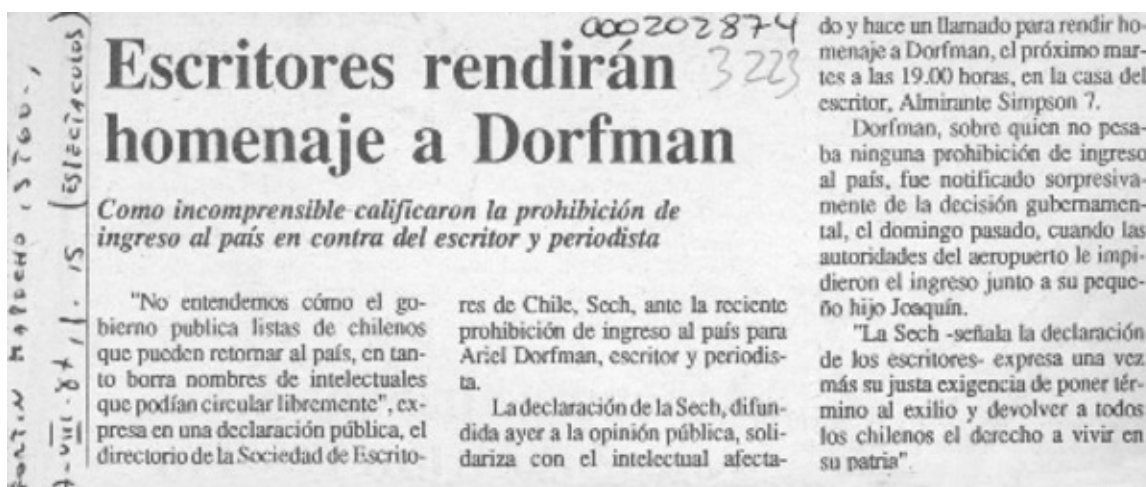 000202874
3223
Escritores rendirán
homenaje a Dorfman
Como incomprensible calificaron la prohibición de
ingreso al país en contra del escritor y periodista
"No entendemos cómo el go-
bierno publica listas de chilenos
que pueden retornar al país, en tan-
to borra nombres de intelectuales
que podían circular libremente", ex-
presa en una declaración pública, el
directorio de la Sociedad de Escrito-
res de Chile, Sech, ante la reciente
prohibición de ingreso al país para
Ariel Dorfman, escritor y periodis-
ta.
La declaración de la Sech, difun-
dida ayer a la opinión pública, soli-
dariza con el intelectual afecta-
do y hace un llamado para rendir ho-
menaje a Dorfman, el próximo mar-
tes a las 19.00 horas, en la casa del
escritor, Almirante Simpson 7.
Dorfman, sobre quien no pesa-
ba ninguna prohibición de ingreso
al país, fue notificado sorpresiva-
mente de la decisión gubernamen-
tal, el domingo pasado, cuando las
autoridades del aeropuerto le impi-
dieron el ingreso junto a su peque-
ño hijo Joaquín.
"La Sech -señala la declaración
de los escritores- expresa una vez
más su justa exigencia de poner tér-
mino al exilio y devolver a todos
los chilenos el derecho a vivir en
su patria".
FORTIN MAPOCHO
VIII-87, p. 15 (ESPECTÁCULOS)